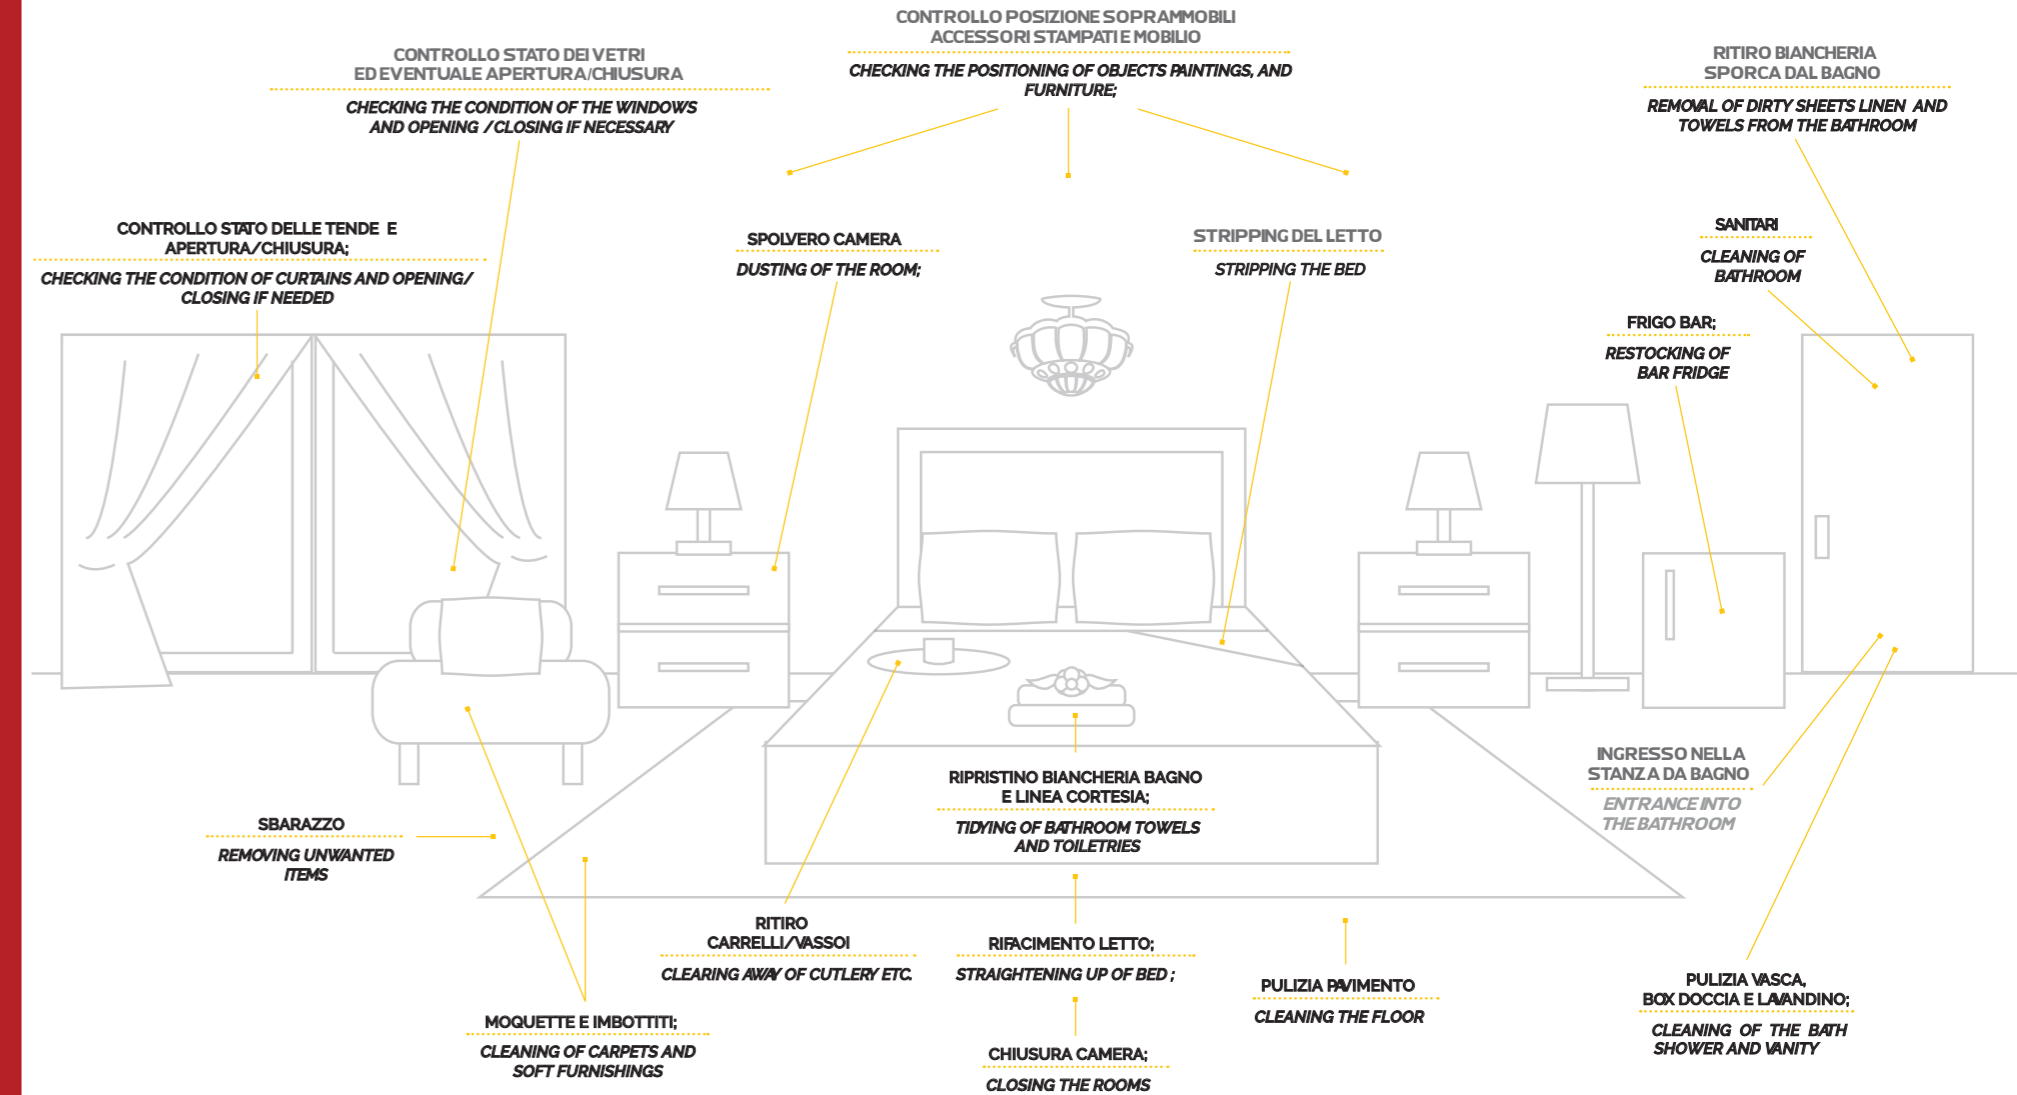 CONTROLLO POSIZIONE SOPRAMMOBILI
ACCESSORI STAMPATI E MOBILIO
CHECKING THE POSITIONING OF OBJECTS PAINTINGS, AND
FURNITURE;
CONTROLLO STATO DEI VETRI
ED EVENTUALE APERTURA/CHIUSURA
CHECKING THE CONDITION OF THE WINDOWS
AND OPENING /CLOSING IF NECESSARY
RITIRO BIANCHERIA
SPORCA DAL BAGNO
REMOVAL OF DIRTY SHEETS LINEN AND
TOWELS FROM THE BATHROOM
CONTROLLO STATO DELLE TENDE E
APERTURA/CHIUSURA;
CHECKING THE CONDITION OF CURTAINS AND OPENING/
CLOSING IF NEEDED
SPOLVERO CAMERA
DUSTING OF THE ROOM;
STRIPPING DEL LETTO
STRIPPING THE BED
SANITARI
CLEANING OF
BATHROOM
FRIGO BAR;
RESTOCKING OF
BAR FRIDGE
INGRESSO NELLA
STANZA DA BAGNO
ENTRANCE INTO
THE BATHROOM
RIPRISTINO BIANCHERIA BAGNO
E LINEA CORTESIA;
TIDYING OF BATHROOM TOWELS
AND TOILETRIES
SBARAZZO
REMOVING UNWANTED
ITEMS
RITIRO
CARRELLI/VASSOI
CLEARING AWAY OF CUTLERY ETC.
RIFACIMENTO LETTO;
STRAIGHTENING UP OF BED ;
PULIZIA PAVIMENTO
CLEANING THE FLOOR
PULIZIA VASCA,
BOX DOCCIA E LAVANDINO;
CLEANING OF THE BATH
SHOWER AND VANITY
MOQUETTE E IMBOTTITI;
CLEANING OF CARPETS AND
SOFT FURNISHINGS
CHIUSURA CAMERA;
CLOSING THE ROOMS